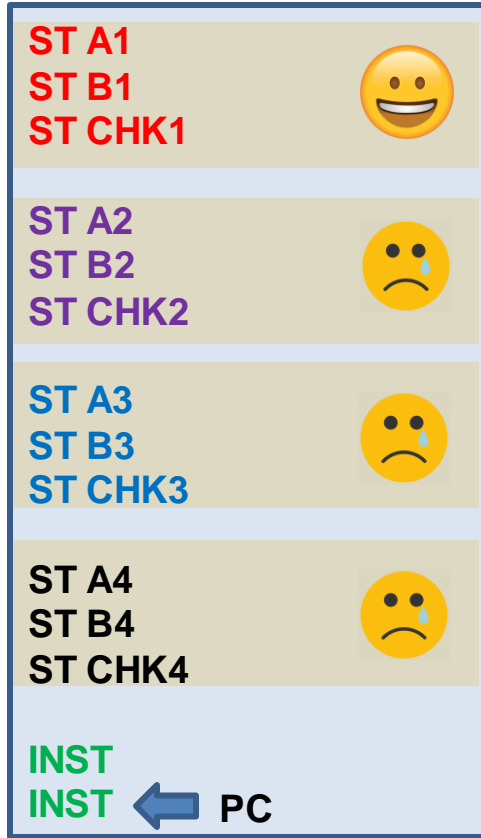 ST A1
ST B1
ST CHK1
ST A2
ST B2
ST CHK2
ST A3
ST B3
ST CHK3
ST A4
ST B4
ST CHK4
INST
INST PC